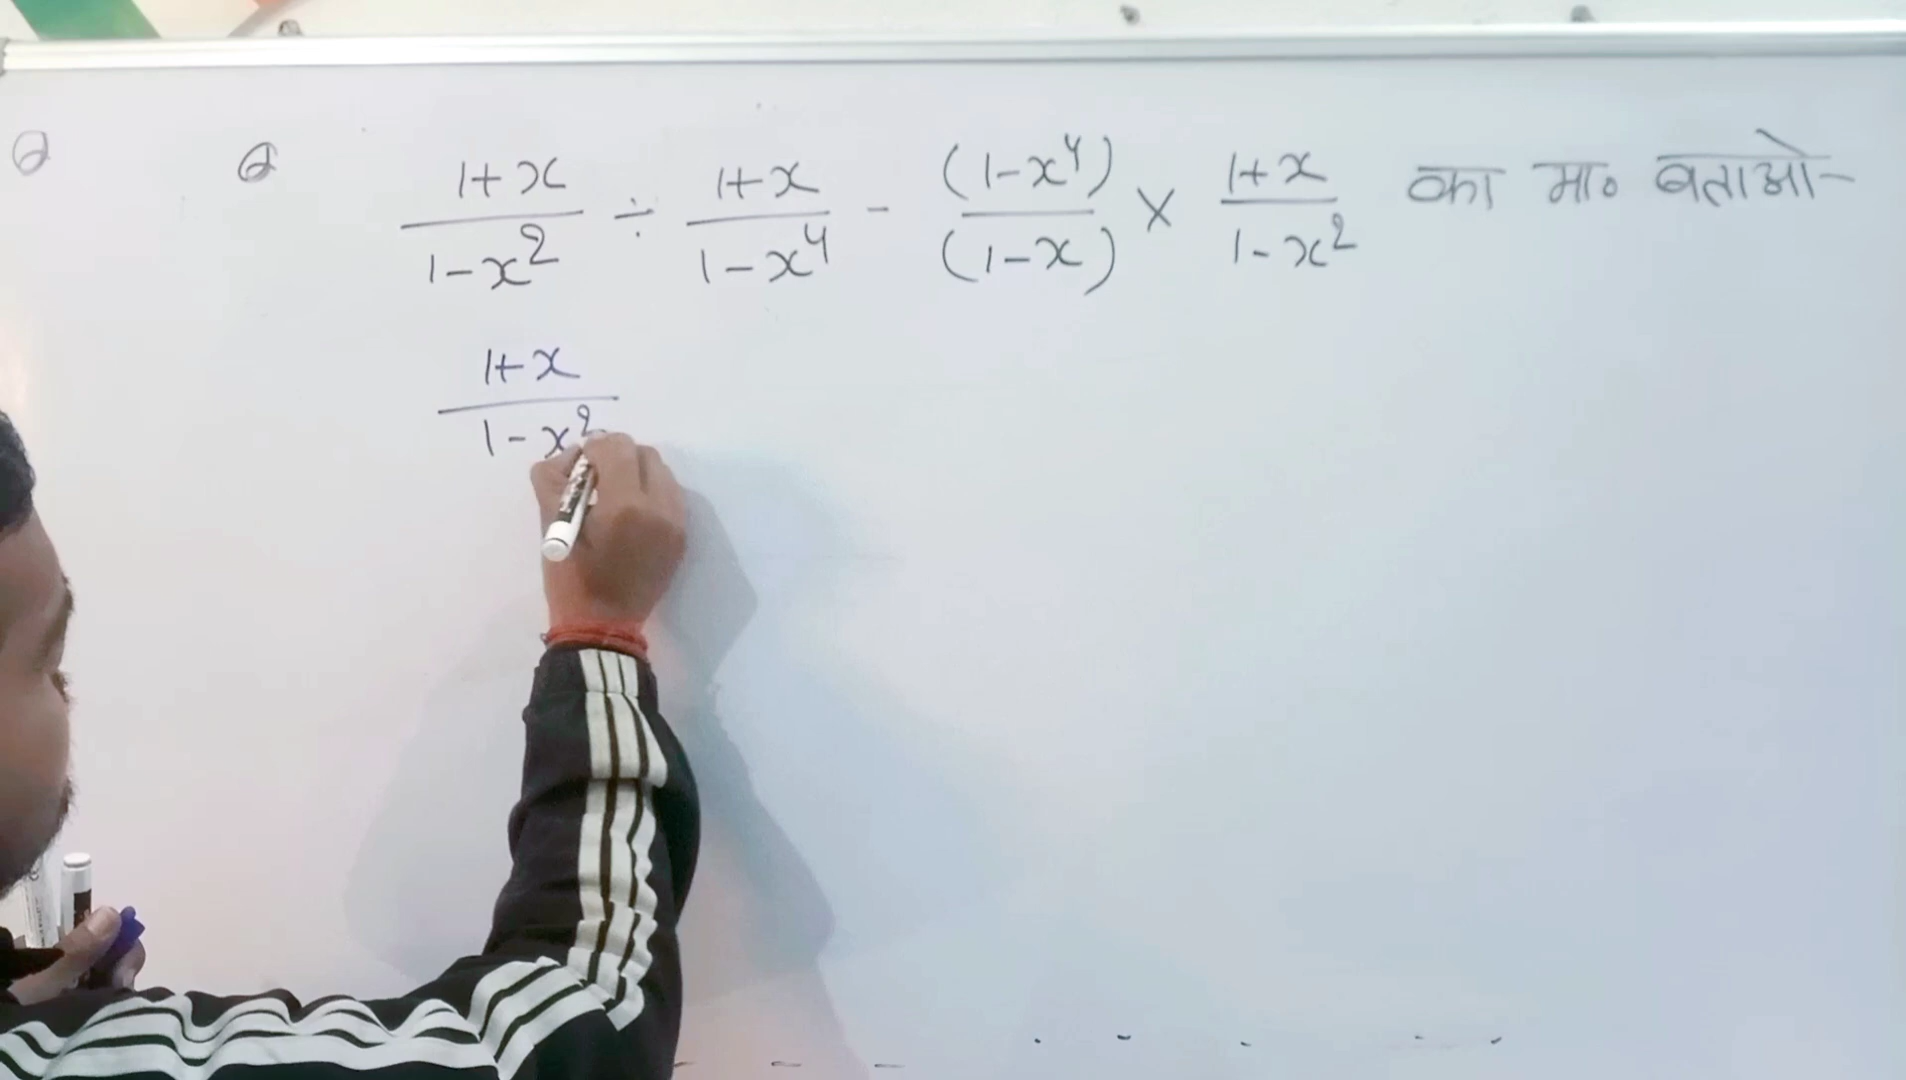 Q Q (1+x)/(1-x²) ÷ (1+x)/(1-x⁴) - (1-x⁴)/(1-x) × (1+x)/(1-x²) का मा० बताओ-
(1+x)/(1-x²)